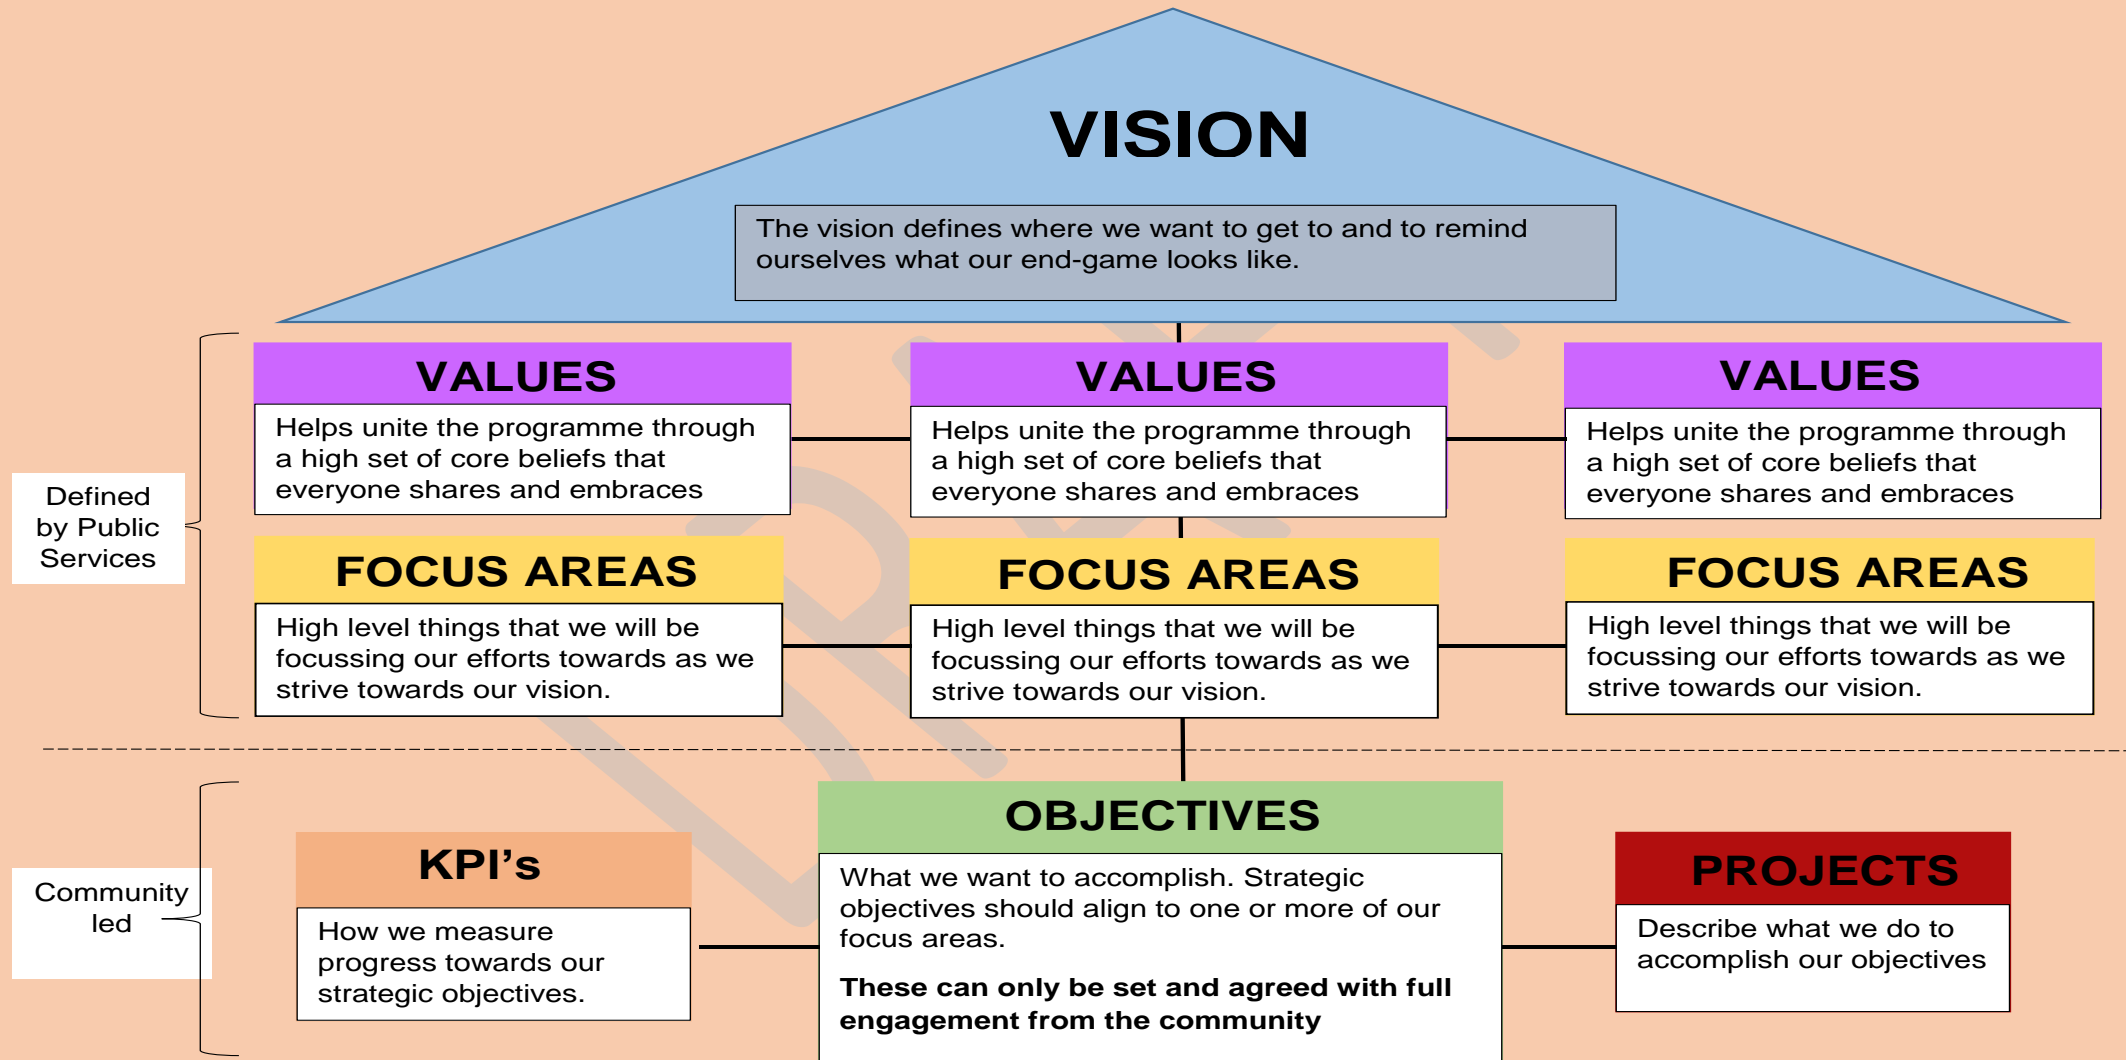 VISION
The vision defines where we want to get to and to remind
ourselves what our end-game looks like.
Defined
by Public
Services
VALUES
Helps unite the programme through
a high set of core beliefs that
everyone shares and embraces
VALUES
Helps unite the programme through
a high set of core beliefs that
everyone shares and embraces
VALUES
Helps unite the programme through
a high set of core beliefs that
everyone shares and embraces
FOCUS AREAS
High level things that we will be
focussing our efforts towards as we
strive towards our vision.
FOCUS AREAS
High level things that we will be
focussing our efforts towards as we
strive towards our vision.
FOCUS AREAS
High level things that we will be
focussing our efforts towards as we
strive towards our vision.
Community
led
KPI’s
How we measure
progress towards our
strategic objectives.
OBJECTIVES
What we want to accomplish. Strategic
objectives should align to one or more of our
focus areas.
These can only be set and agreed with full
engagement from the community
PROJECTS
Describe what we do to
accomplish our objectives
DRAFT